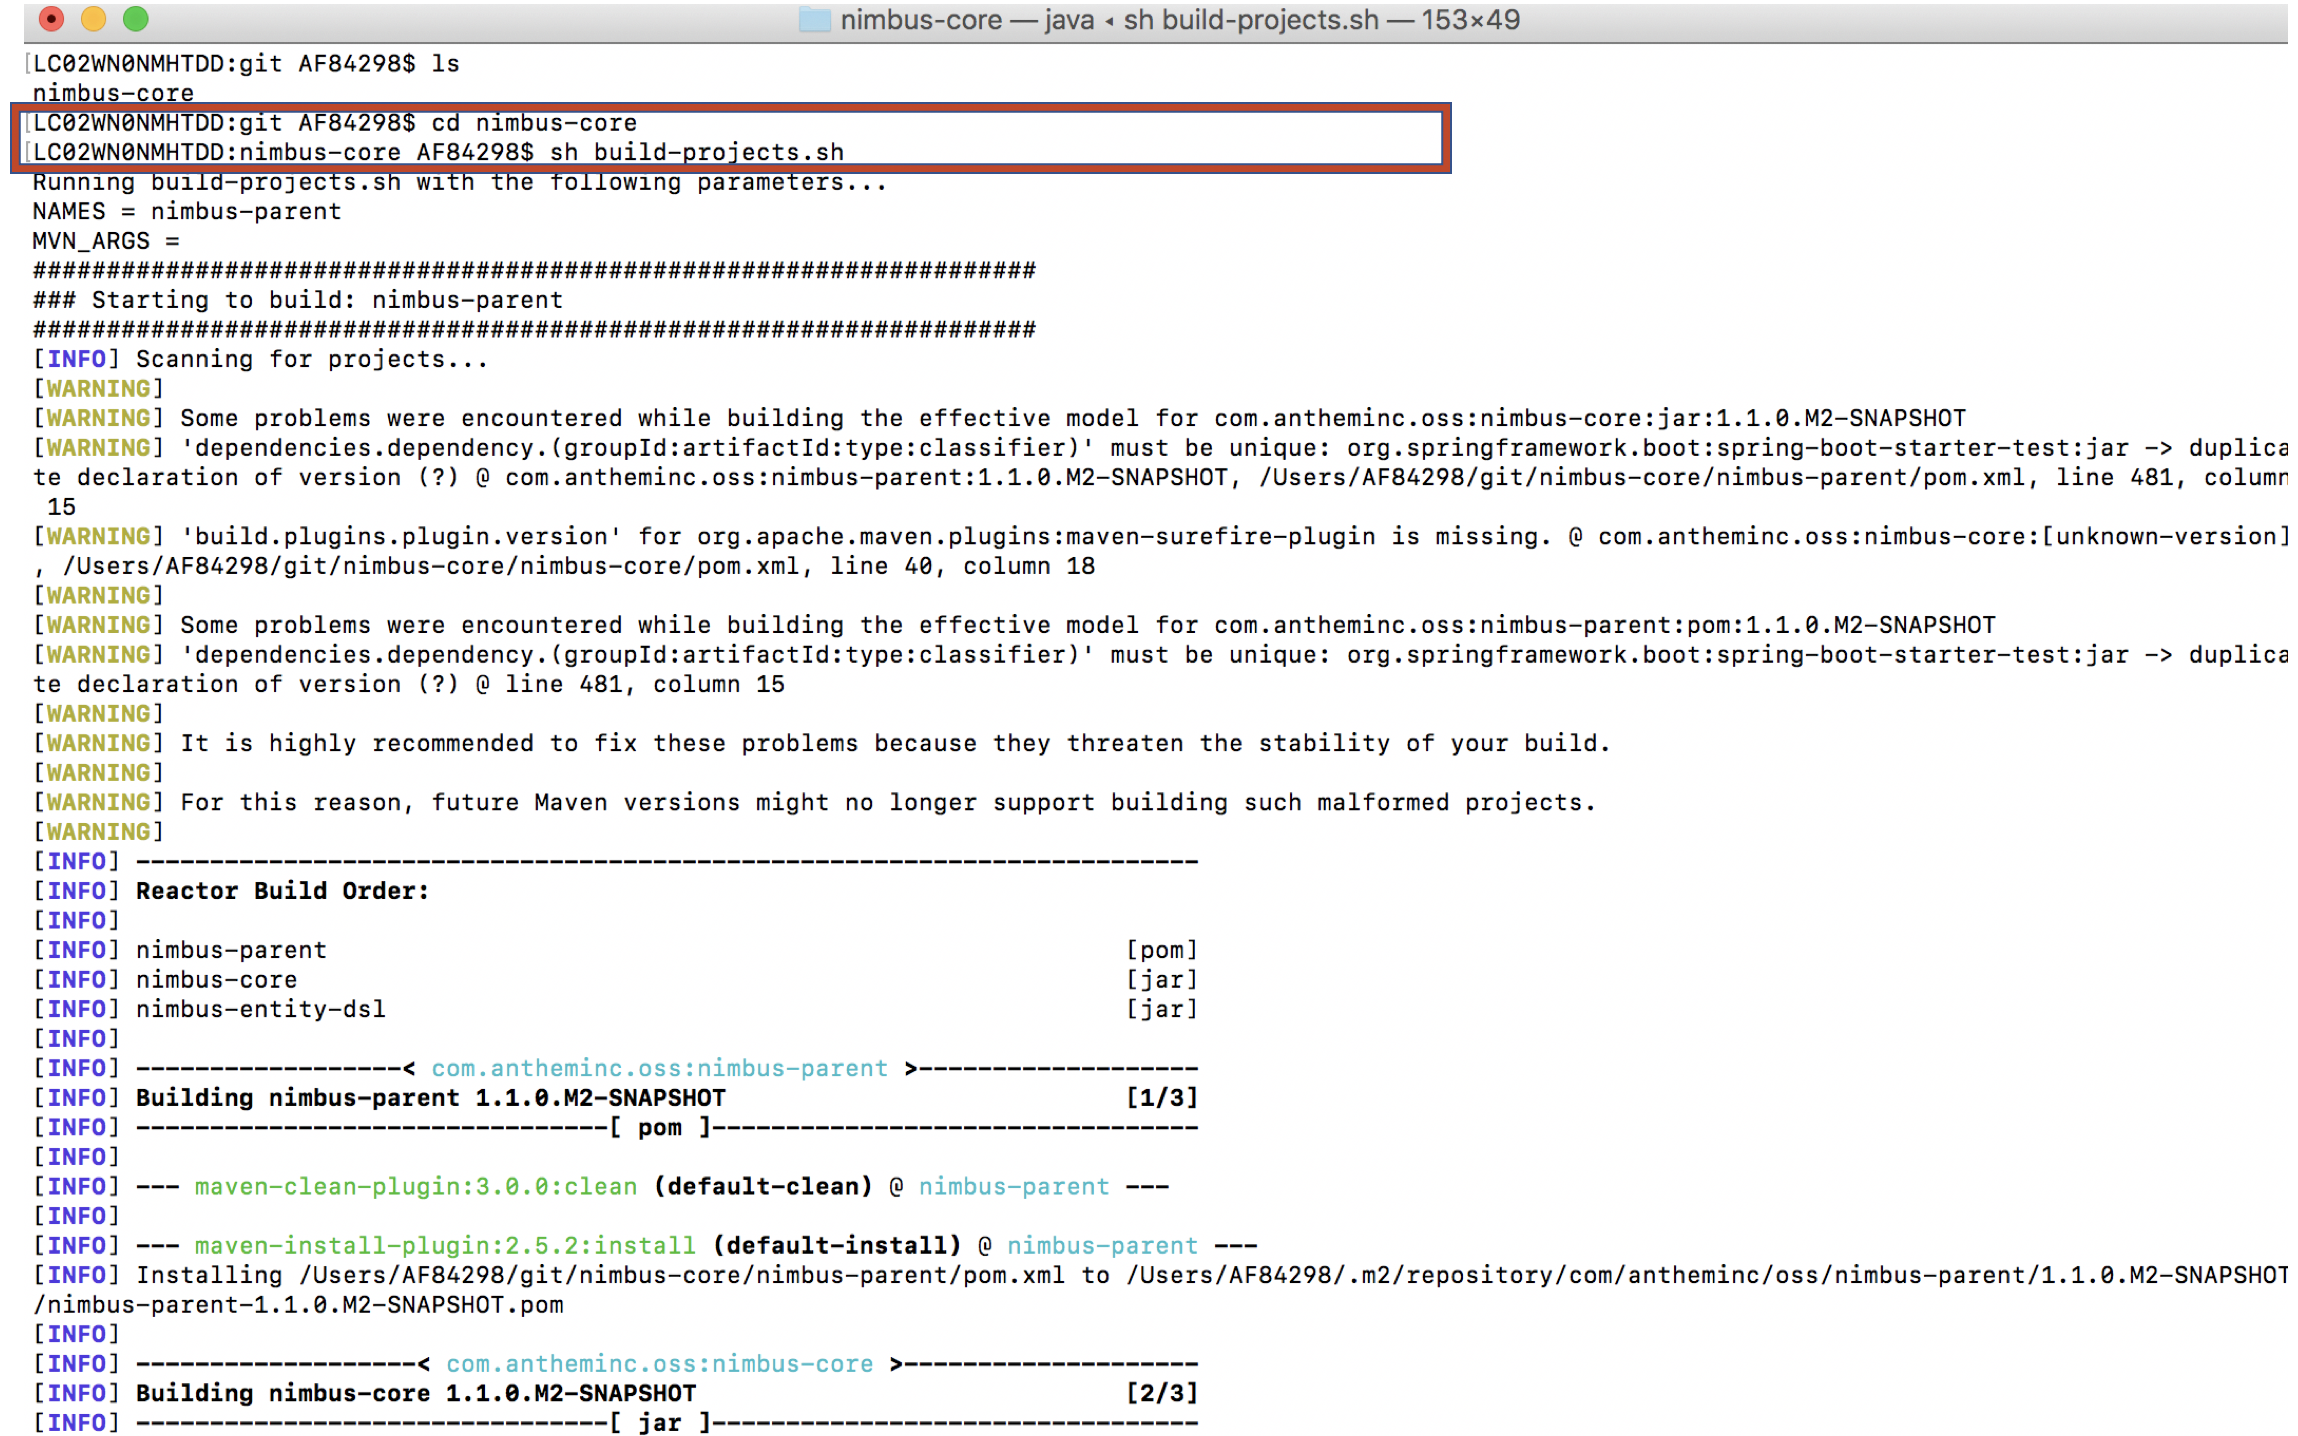 nimbus-core — java ◂ sh build-projects.sh — 153×49
[LC02WN0NMHTDD:git AF84298$ ls
nimbus-core
[LC02WN0NMHTDD:git AF84298$ cd nimbus-core
[LC02WN0NMHTDD:nimbus-core AF84298$ sh build-projects.sh
Running build-projects.sh with the following parameters...
NAMES = nimbus-parent
MVN_ARGS =
####################################################################
### Starting to build: nimbus-parent
####################################################################
[INFO] Scanning for projects...
[WARNING]
[WARNING] Some problems were encountered while building the effective model for com.antheminc.oss:nimbus-core:jar:1.1.0.M2-SNAPSHOT
[WARNING] 'dependencies.dependency.(groupId:artifactId:type:classifier)' must be unique: org.springframework.boot:spring-boot-starter-test:jar -> duplica
te declaration of version (?) @ com.antheminc.oss:nimbus-parent:1.1.0.M2-SNAPSHOT, /Users/AF84298/git/nimbus-core/nimbus-parent/pom.xml, line 481, column
 15
[WARNING] 'build.plugins.plugin.version' for org.apache.maven.plugins:maven-surefire-plugin is missing. @ com.antheminc.oss:nimbus-core:[unknown-version]
, /Users/AF84298/git/nimbus-core/nimbus-core/pom.xml, line 40, column 18
[WARNING]
[WARNING] Some problems were encountered while building the effective model for com.antheminc.oss:nimbus-parent:pom:1.1.0.M2-SNAPSHOT
[WARNING] 'dependencies.dependency.(groupId:artifactId:type:classifier)' must be unique: org.springframework.boot:spring-boot-starter-test:jar -> duplica
te declaration of version (?) @ line 481, column 15
[WARNING]
[WARNING] It is highly recommended to fix these problems because they threaten the stability of your build.
[WARNING]
[WARNING] For this reason, future Maven versions might no longer support building such malformed projects.
[WARNING]
[INFO] ------------------------------------------------------------------------
[INFO] Reactor Build Order:
[INFO]
[INFO] nimbus-parent                                                      [pom]
[INFO] nimbus-core                                                        [jar]
[INFO] nimbus-entity-dsl                                                  [jar]
[INFO]
[INFO] ------------------< com.antheminc.oss:nimbus-parent >-------------------
[INFO] Building nimbus-parent 1.1.0.M2-SNAPSHOT                           [1/3]
[INFO] --------------------------------[ pom ]---------------------------------
[INFO]
[INFO] --- maven-clean-plugin:3.0.0:clean (default-clean) @ nimbus-parent ---
[INFO]
[INFO] --- maven-install-plugin:2.5.2:install (default-install) @ nimbus-parent ---
[INFO] Installing /Users/AF84298/git/nimbus-core/nimbus-parent/pom.xml to /Users/AF84298/.m2/repository/com/antheminc/oss/nimbus-parent/1.1.0.M2-SNAPSHOT
/nimbus-parent-1.1.0.M2-SNAPSHOT.pom
[INFO]
[INFO] -------------------< com.antheminc.oss:nimbus-core >--------------------
[INFO] Building nimbus-core 1.1.0.M2-SNAPSHOT                             [2/3]
[INFO] --------------------------------[ jar ]---------------------------------